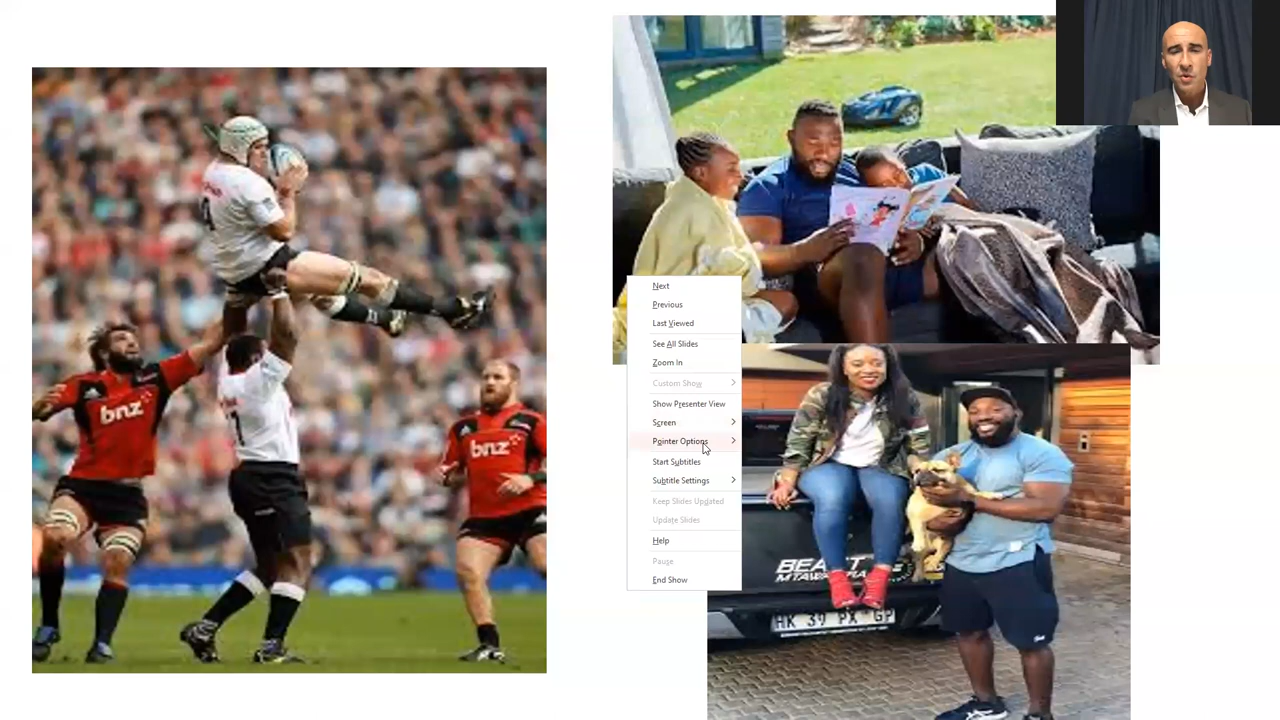 bnz
bnz
Next
Previous
Last Viewed
See All Slides
Zoom In
Custom Show
Show Presenter View
Screen
Pointer Options
Start Subtitles
Subtitle Settings
Keep Slides Updated
Update Slides
Help
Pause
End Show
BEAST
HK 39 PX GP